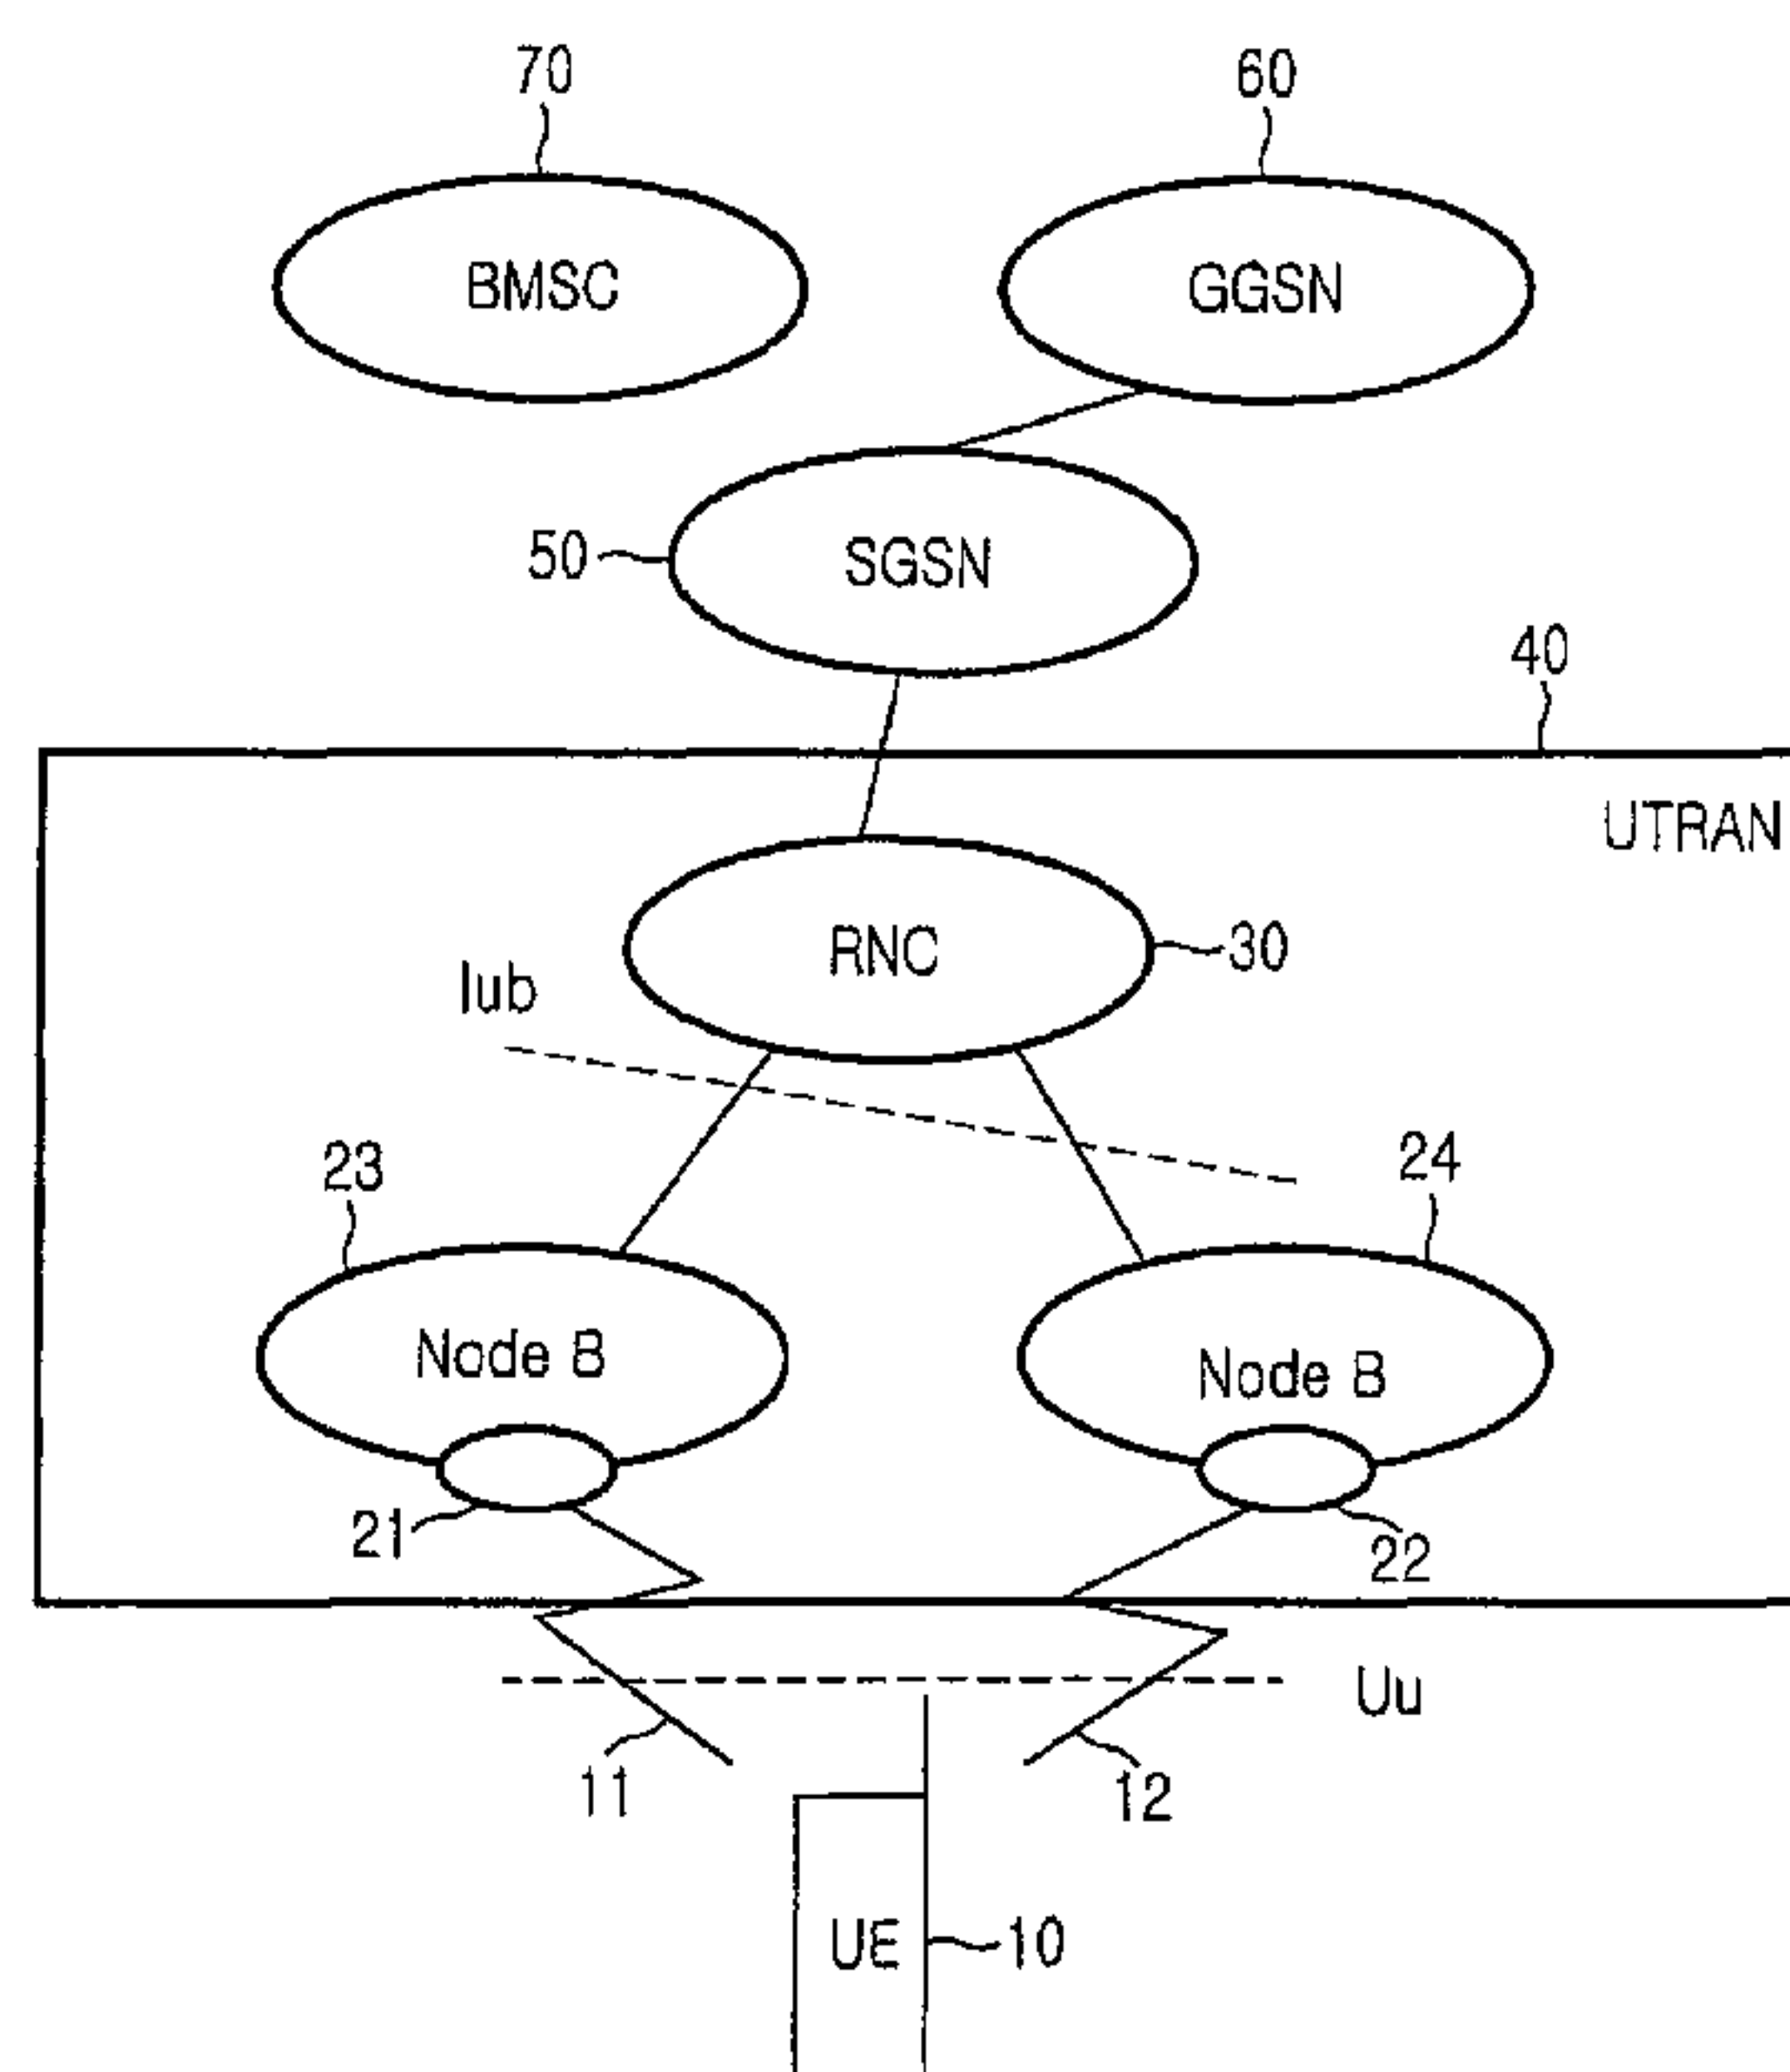 70
60
BMSC
GGSN
50
SGSN
40
UTRAN
RNC
30
Iub
23
24
Node B
Node B
21
22
Uu
11
12
UE
10